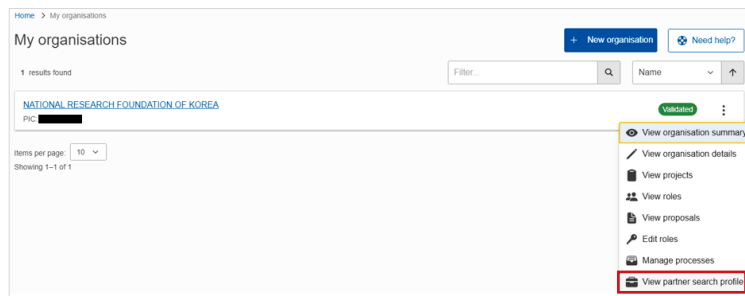 Home > My organisations
My organisations
+ New organisation
Need help?
1 results found
Filter...
Name
NATIONAL RESEARCH FOUNDATION OF KOREA
Validated
PIC:
View organisation summary
Items per page: 10
View organisation details
Showing 1–1 of 1
View projects
View roles
View proposals
Edit roles
Manage processes
View partner search profile